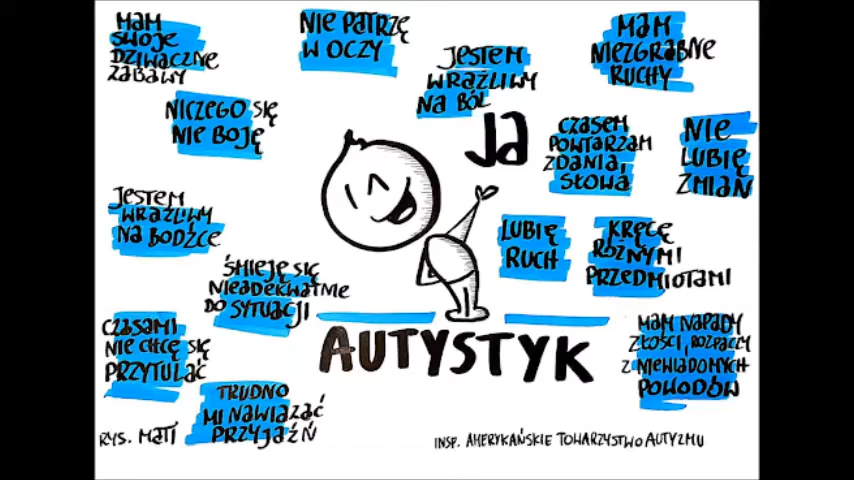 MAM
SWOJE
DZIWACZNE
ZABAWY
NIE PATRZĘ
W OCZY
JESTEM
WRAŻLIWY
NA BÓL
MAM
NIEZGRABNE
RUCHY
NICZEGO SIĘ
NIE BOJĘ
JA
CZASEM
POWTARZAM
ZDANIA,
SŁOWA
NIE
LUBIĘ
ZMIAN
JESTEM
WRAŻLIWY
NA BODŹCE
LUBIĘ
RUCH
KRĘCĘ
RÓŻNYMI
PRZEDMIOTAMI
ŚMIEJĘ SIĘ
NIEADEKWATNIE
DO SYTUACJI
CZASAMI
NIE CHCĘ SIĘ
PRZYTULAĆ
AUTYSTYK
MAM NAPADY
ZŁOŚCI, ROZPACZY
Z NIEWIADOMYCH
POWODÓW
TRUDNO
MI NAWIĄZAĆ
PRZYJAŹŃ
RYS. MATI
INSP. AMERYKAŃSKIE TOWARZYSTWO AUTYZMU